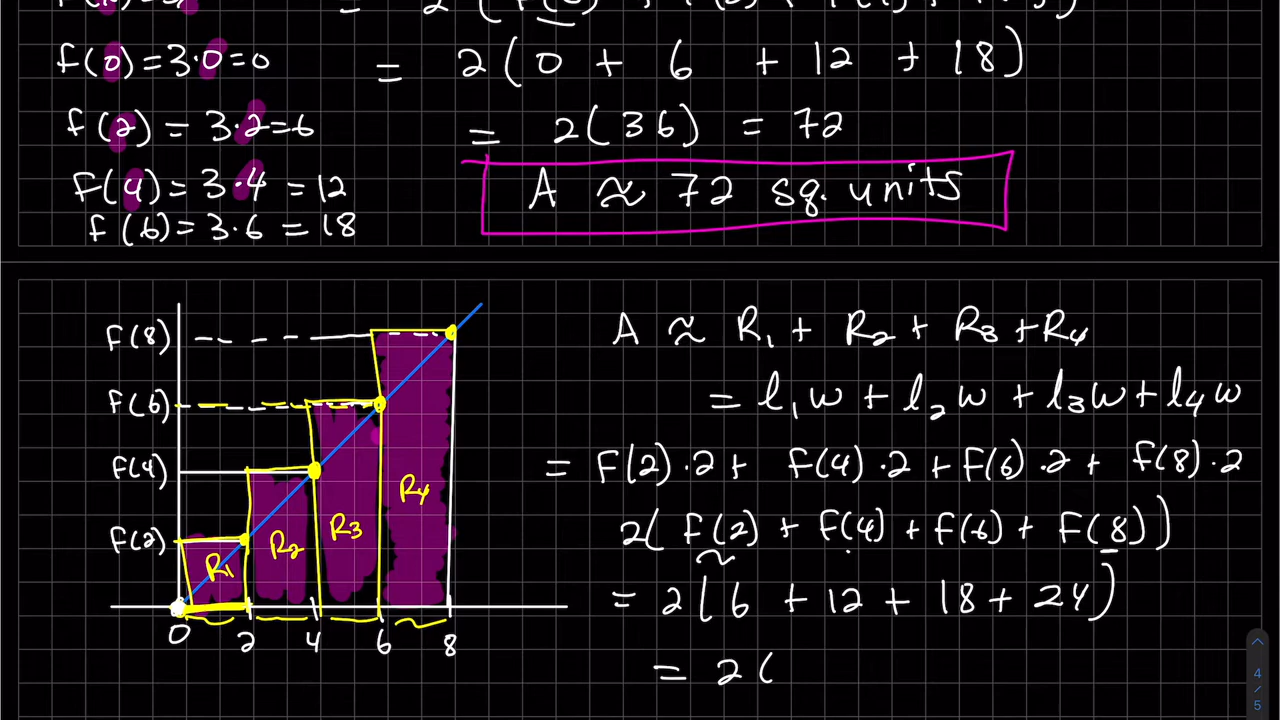 f(0) = 3·0 = 0
= 2(0 + 6 + 12 + 18)
f(2) = 3·2 = 6
= 2(36) = 72
f(4) = 3·4 = 12
A ≈ 72 sq. units
f(6) = 3·6 = 18
f(8)
f(6)
f(4)
f(2)
R1
R2
R3
R4
0 2 4 6 8
A ≈ R1 + R2 + R3 + R4
= l1w + l2w + l3w + l4w
= f(2)·2 + f(4)·2 + f(6)·2 + f(8)·2
2(f(2) + f(4) + f(6) + f(8))
= 2(6 + 12 + 18 + 24)
= 2(
4
/
5